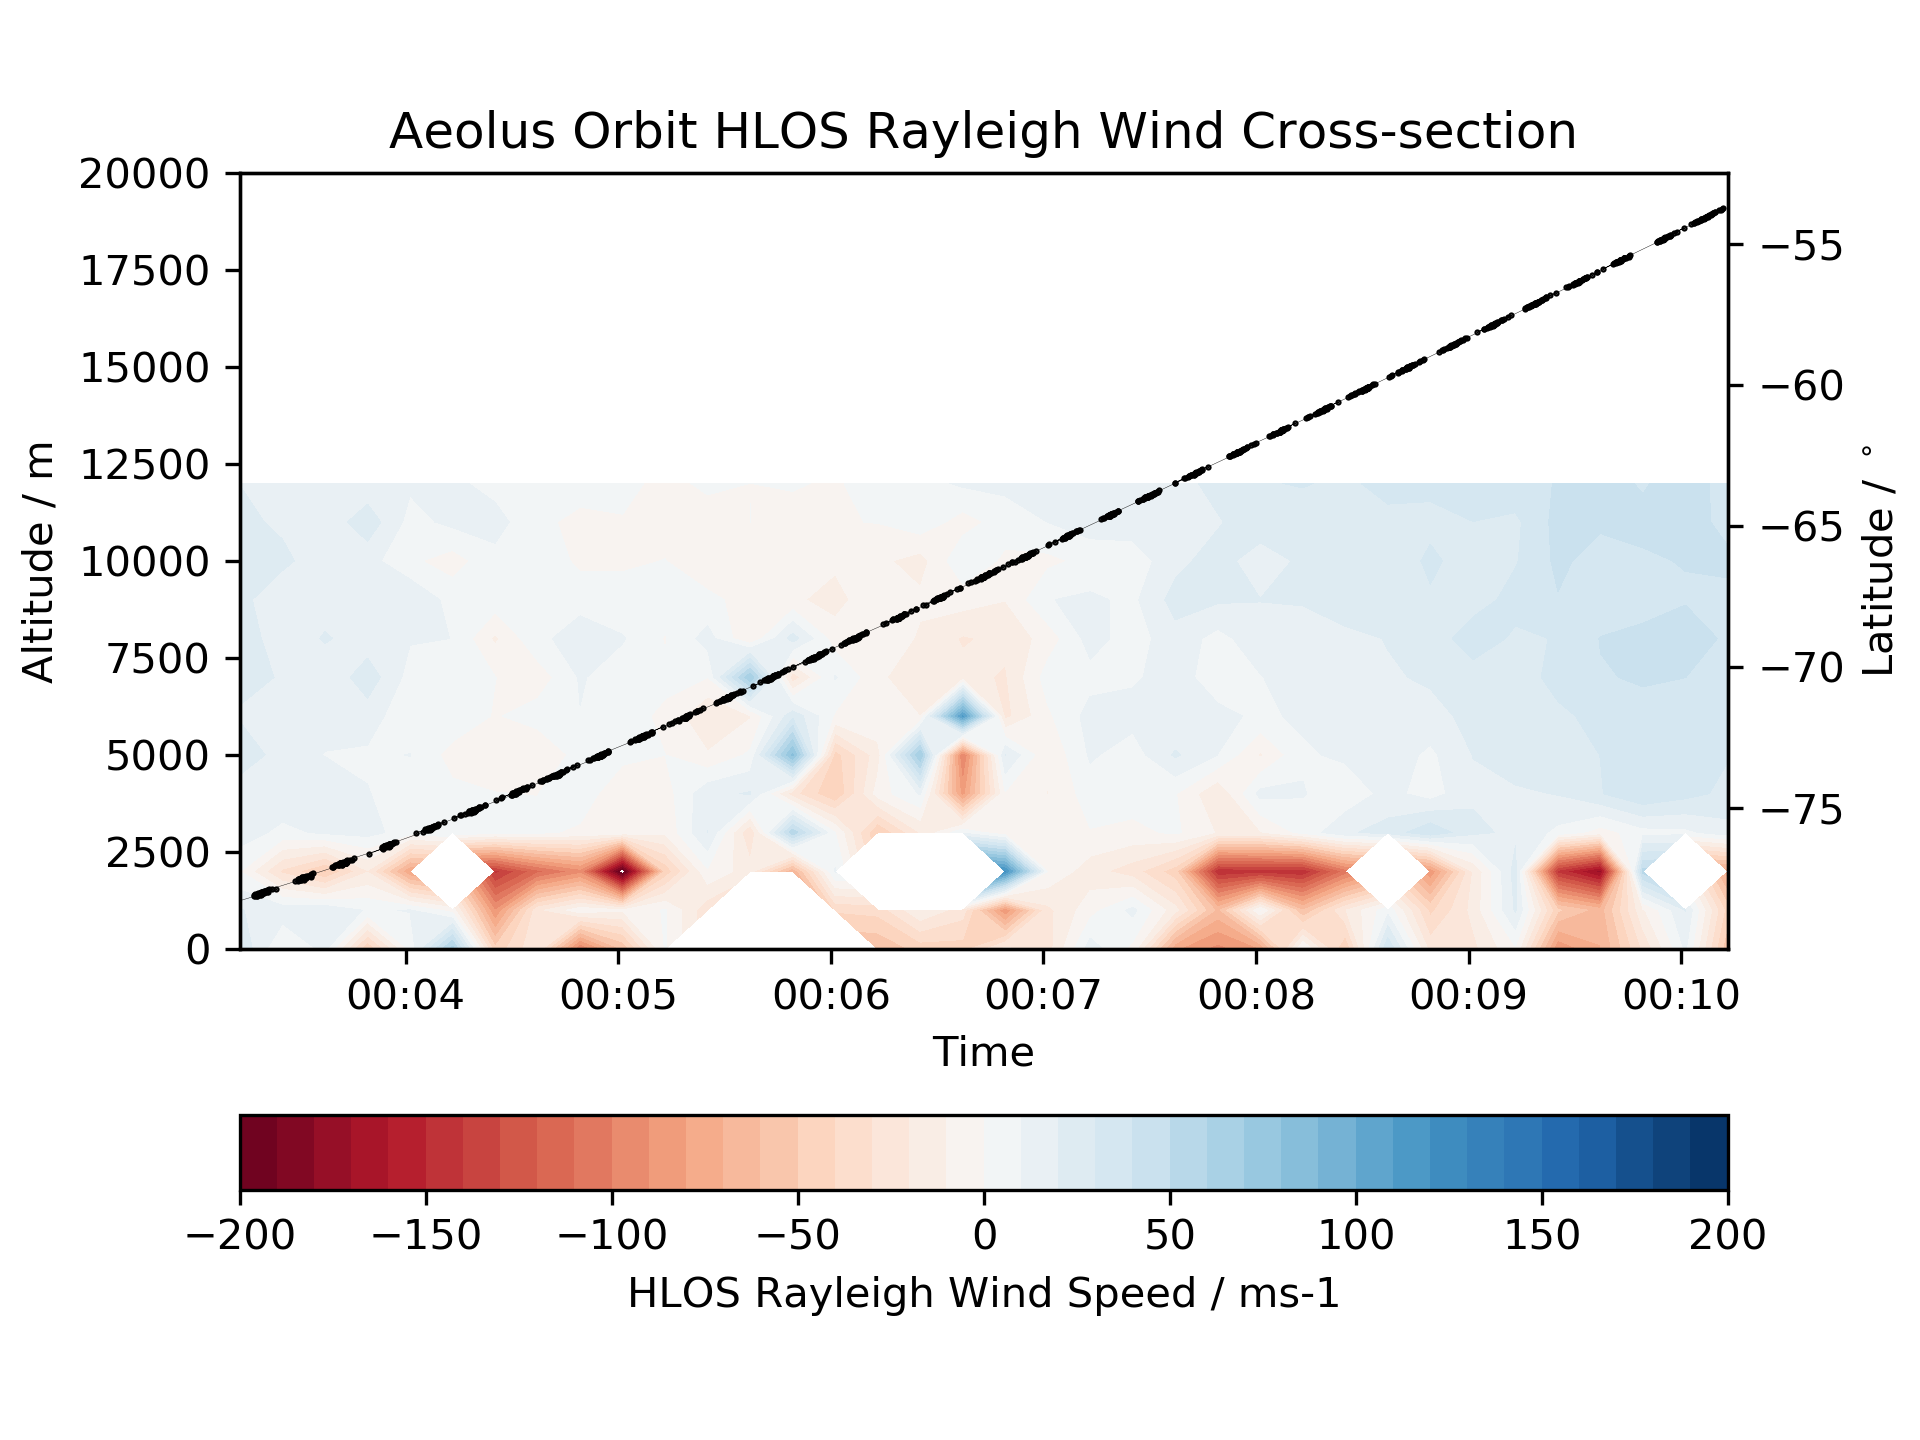 Aeolus Orbit HLOS Rayleigh Wind Cross-section
20000
17500
15000
12500
10000
7500
5000
2500
0
Altitude / m
−55
−60
−65
−70
−75
Latitude / °
00:04 00:05 00:06 00:07 00:08 00:09 00:10
Time
−200 −150 −100 −50 0 50 100 150 200
HLOS Rayleigh Wind Speed / ms-1